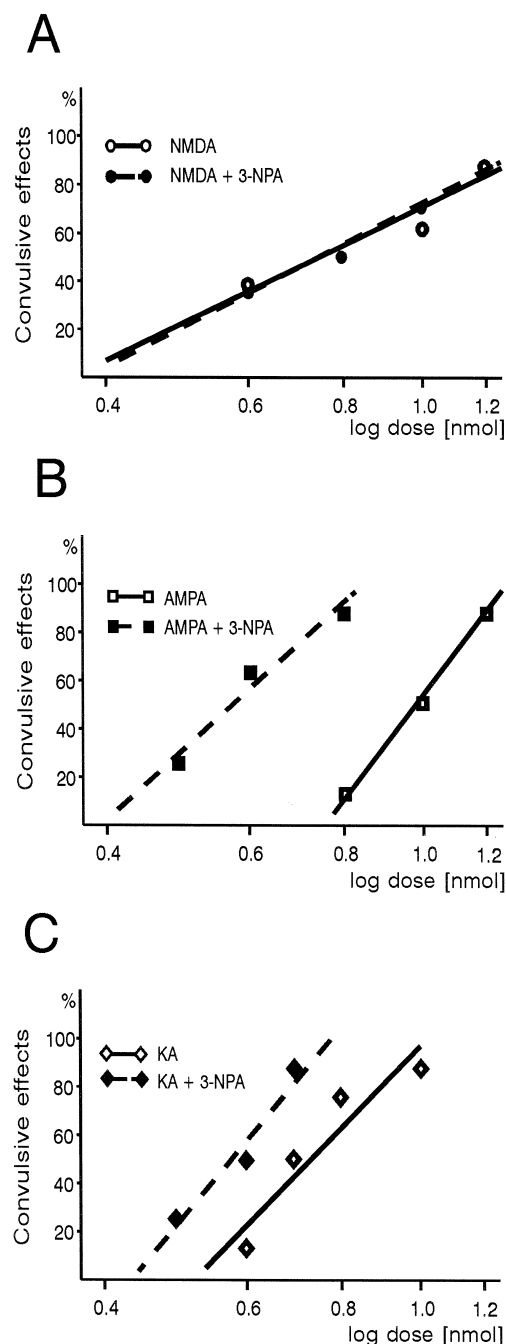 A
%
100
80
60
40
20
Convulsive effects
NMDA
NMDA + 3-NPA
0.4 0.6 0.8 1.0 1.2
log dose [nmol]
B
%
100
80
60
40
20
Convulsive effects
AMPA
AMPA + 3-NPA
0.4 0.6 0.8 1.0 1.2
log dose [nmol]
C
%
100
80
60
40
20
Convulsive effects
KA
KA + 3-NPA
0.4 0.6 0.8 1.0 1.2
log dose [nmol]